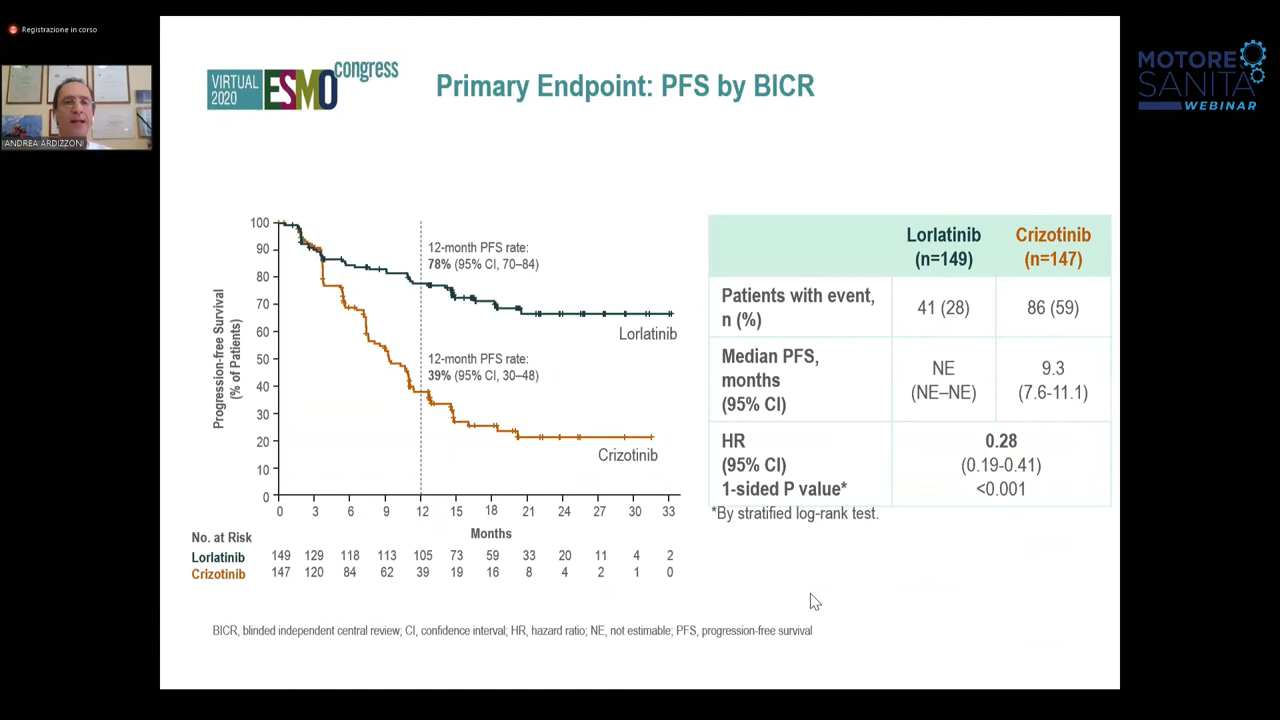 Registrazione in corso
ANDREA ARDIZZONI
MOTORE
SANITA
WEBINAR
VIRTUAL
2020
ESMO
congress
Primary Endpoint: PFS by BICR
Progression-free Survival
(% of Patients)
100
90
80
70
60
50
40
30
20
10
0
12-month PFS rate:
78% (95% CI, 70–84)
Lorlatinib
12-month PFS rate:
39% (95% CI, 30–48)
Crizotinib
0 3 6 9 12 15 18 21 24 27 30 33
Months
No. at Risk
Lorlatinib 149 129 118 113 105 73 59 33 20 11 4 2
Crizotinib 147 120 84 62 39 19 16 8 4 2 1 0
Lorlatinib Crizotinib
(n=149) (n=147)
Patients with event,
n (%)
41 (28) 86 (59)
Median PFS,
months
(95% CI)
NE 9.3
(NE–NE) (7.6-11.1)
HR 0.28
(95% CI) (0.19-0.41)
1-sided P value* <0.001
*By stratified log-rank test.
BICR, blinded independent central review; CI, confidence interval; HR, hazard ratio; NE, not estimable; PFS, progression-free survival